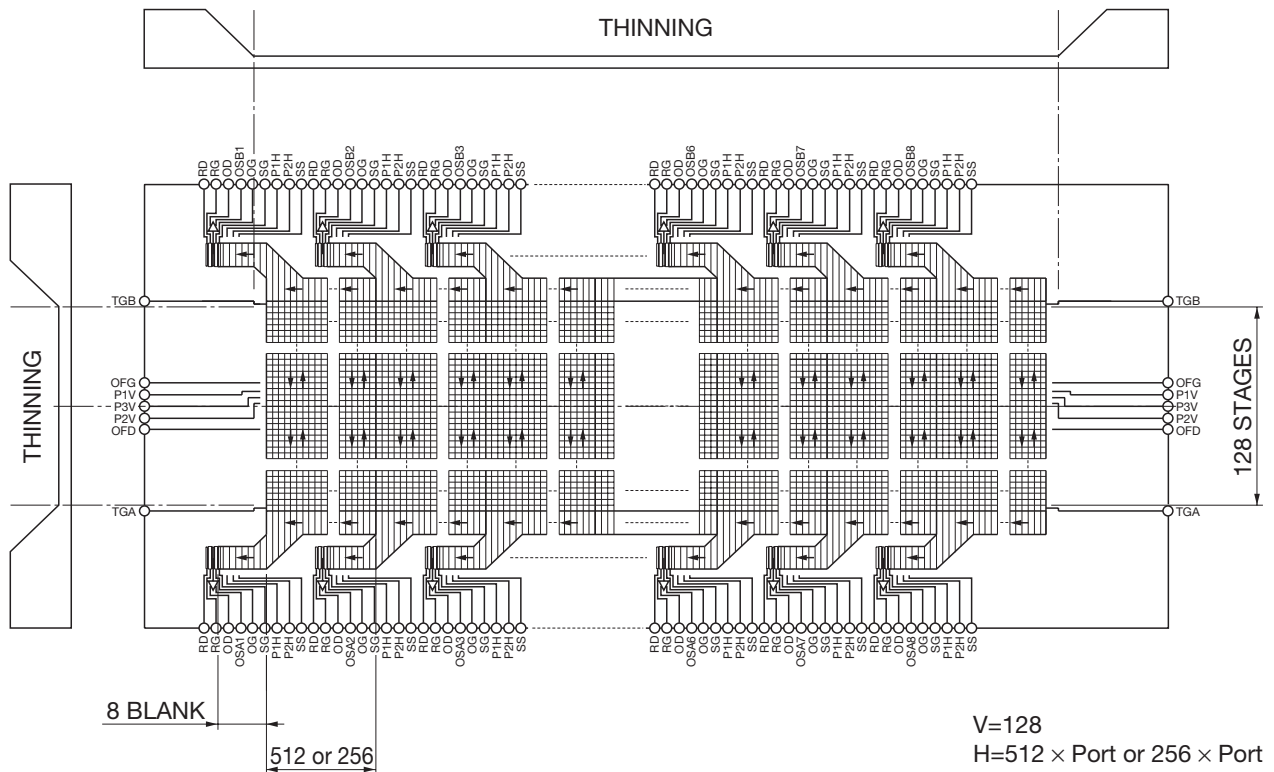 THINNING
RD RG OD OSB1 OG SG P1H P2H SS RD RG OD OSB2 OG SG P1H P2H SS RD RG OD OSB3 OG SG P1H P2H SS
RD RG OD OSB6 OG SG P1H P2H SS RD RG OD OSB7 OG SG P1H P2H SS RD RG OD OSB8 OG SG P1H P2H SS
THINNING
TGB
OFG
P1V
P3V
P2V
OFD
TGA
TGB
OFG
P1V
P3V
P2V
OFD
TGA
128 STAGES
RD RG OD OSA1 OG SG P1H P2H SS RD RG OD OSA2 OG SG P1H P2H SS RD RG OD OSA3 OG SG P1H P2H SS
RD RG OD OSA6 OG SG P1H P2H SS RD RG OD OSA7 OG SG P1H P2H SS RD RG OD OSA8 OG SG P1H P2H SS
8 BLANK
512 or 256
V=128
H=512 × Port or 256 × Port